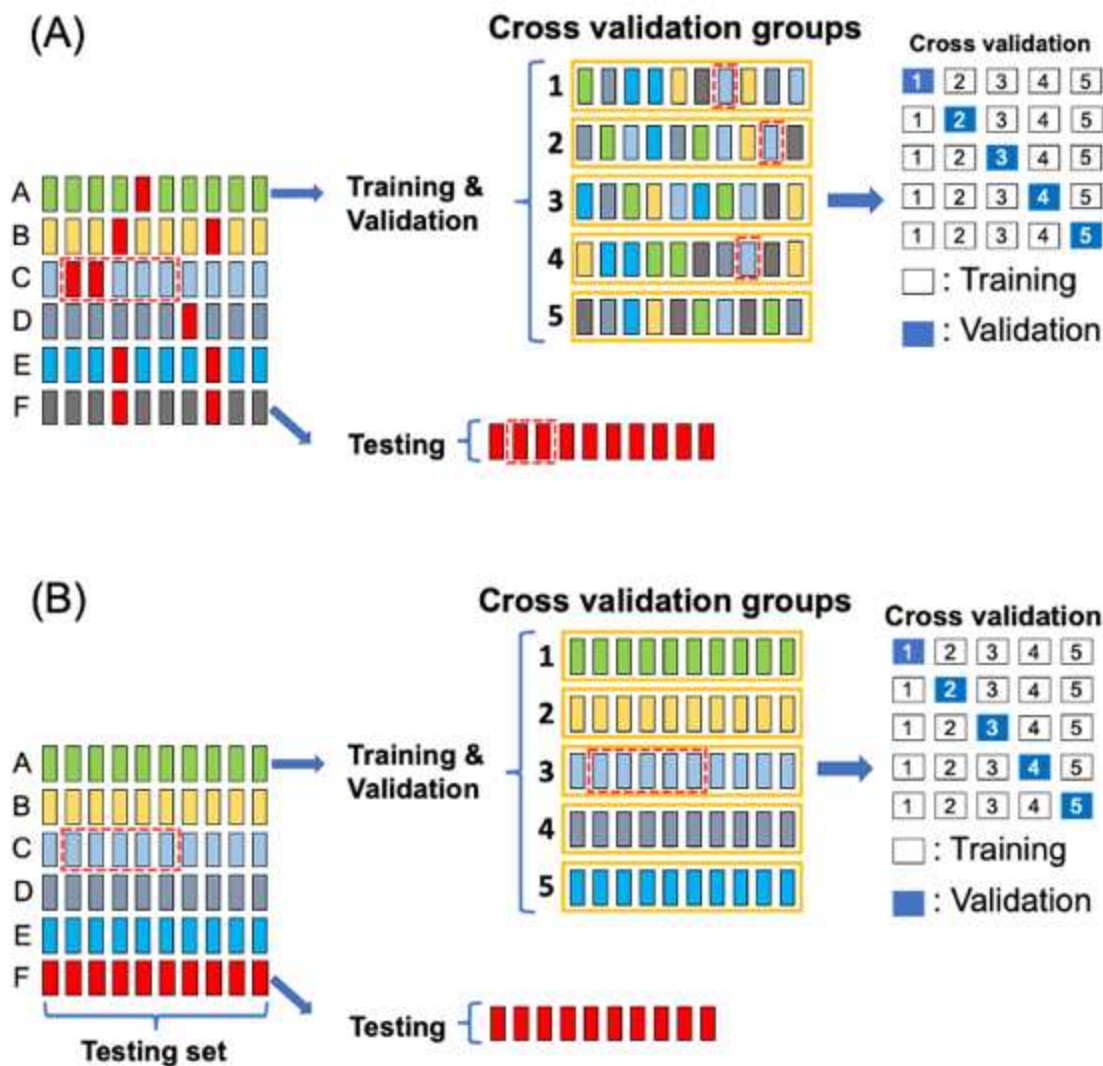 (A)
Cross validation groups
Cross validation
1
1 2 3 4 5
2
1 2 3 4 5
A
Training &
Validation
3
1 2 3 4 5
B
4
1 2 3 4 5
C
5
1 2 3 4 5
D
: Training
E
: Validation
F
Testing
(B)
Cross validation groups
Cross validation
1
1 2 3 4 5
2
1 2 3 4 5
A
Training &
Validation
3
1 2 3 4 5
B
4
1 2 3 4 5
C
5
1 2 3 4 5
D
: Training
E
: Validation
F
Testing
Testing set